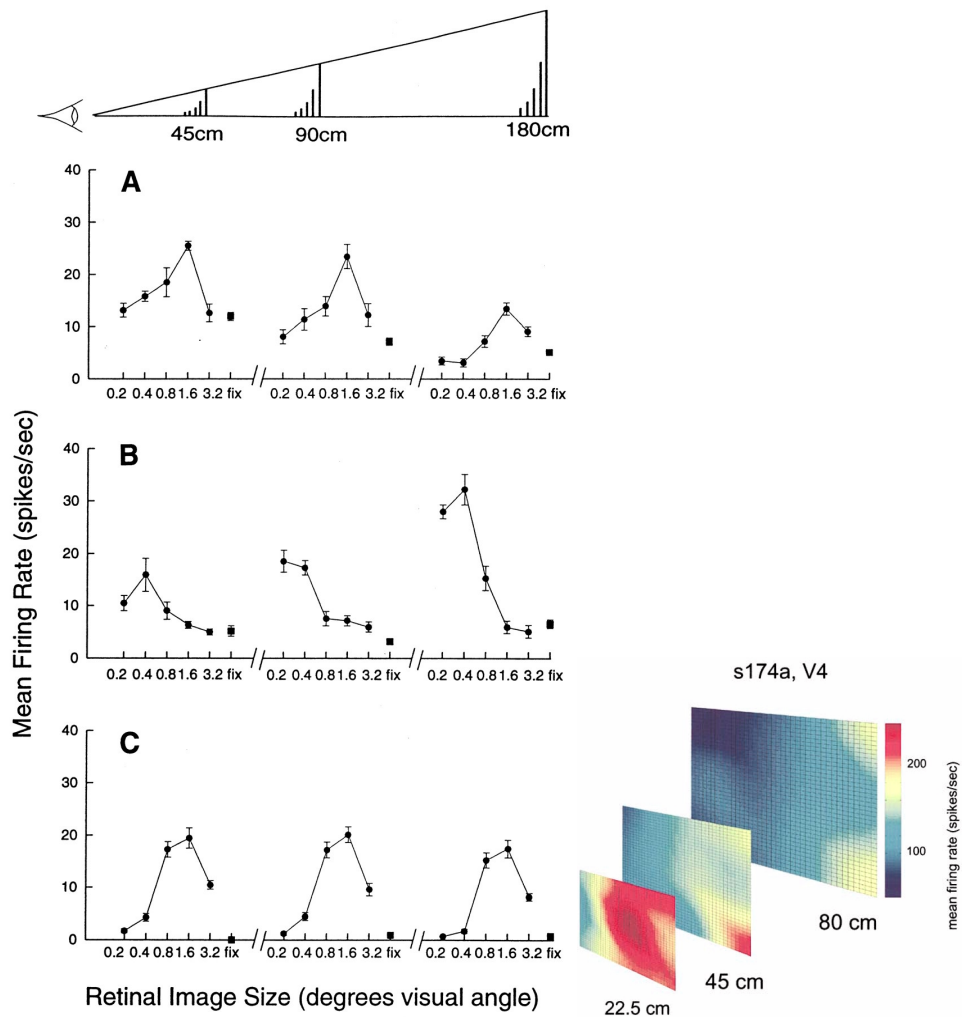 45cm
90cm
180cm
A
40
30
20
10
0
0.2 0.4 0.8 1.6 3.2 fix
0.2 0.4 0.8 1.6 3.2 fix
0.2 0.4 0.8 1.6 3.2 fix
B
40
30
20
10
0
0.2 0.4 0.8 1.6 3.2 fix
0.2 0.4 0.8 1.6 3.2 fix
0.2 0.4 0.8 1.6 3.2 fix
C
40
30
20
10
0
0.2 0.4 0.8 1.6 3.2 fix
0.2 0.4 0.8 1.6 3.2 fix
0.2 0.4 0.8 1.6 3.2 fix
Mean Firing Rate (spikes/sec)
Retinal Image Size (degrees visual angle)
s174a, V4
200
100
mean firing rate (spikes/sec)
80 cm
45 cm
22.5 cm